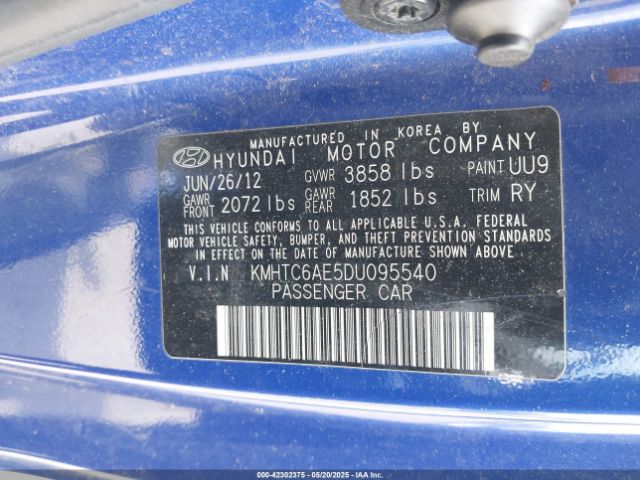 MANUFACTURED IN KOREA BY
HYUNDAI MOTOR COMPANY
JUN/26/12 GVWR 3858 lbs PAINT UU9
GAWR FRONT 2072 lbs GAWR REAR 1852 lbs TRIM RY
THIS VEHICLE CONFORMS TO ALL APPLICABLE U.S.A. FEDERAL
MOTOR VEHICLE SAFETY, BUMPER, AND THEFT PREVENTION STANDARDS
IN EFFECT ON THE DATE OF MANUFACTURE SHOWN ABOVE.
V.I.N KMHTC6AE5DU095540
PASSENGER CAR
000-42302375 - 05/20/2025 - IAA Inc.